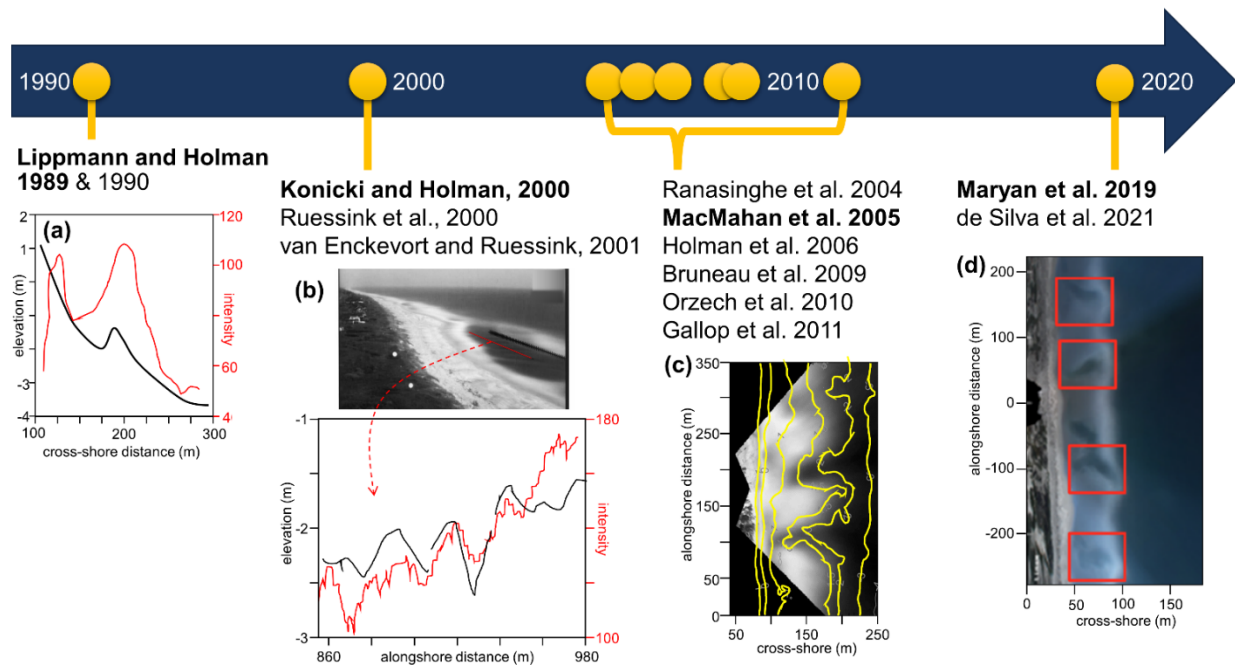 1990
2000
2010
2020
Lippmann and Holman
1989 & 1990
(a)
2
1
-3
-4
elevation (m)
120
100
80
60
40
intensity
100
200
300
cross-shore distance (m)
Konicki and Holman, 2000
Ruessink et al., 2000
van Enckevort and Ruessink, 2001
(b)
-1
-2
-3
elevation (m)
180
100
intensity
860
alongshore distance (m)
980
Ranasinghe et al. 2004
MacMahan et al. 2005
Holman et al. 2006
Bruneau et al. 2009
Orzech et al. 2010
Gallop et al. 2011
(c)
350
250
150
100
50
0
alongshore distance (m)
50
150
250
cross-shore (m)
Maryan et al. 2019
de Silva et al. 2021
(d)
200
100
0
-100
-200
alongshore distance (m)
0
50
100
150
cross-shore (m)